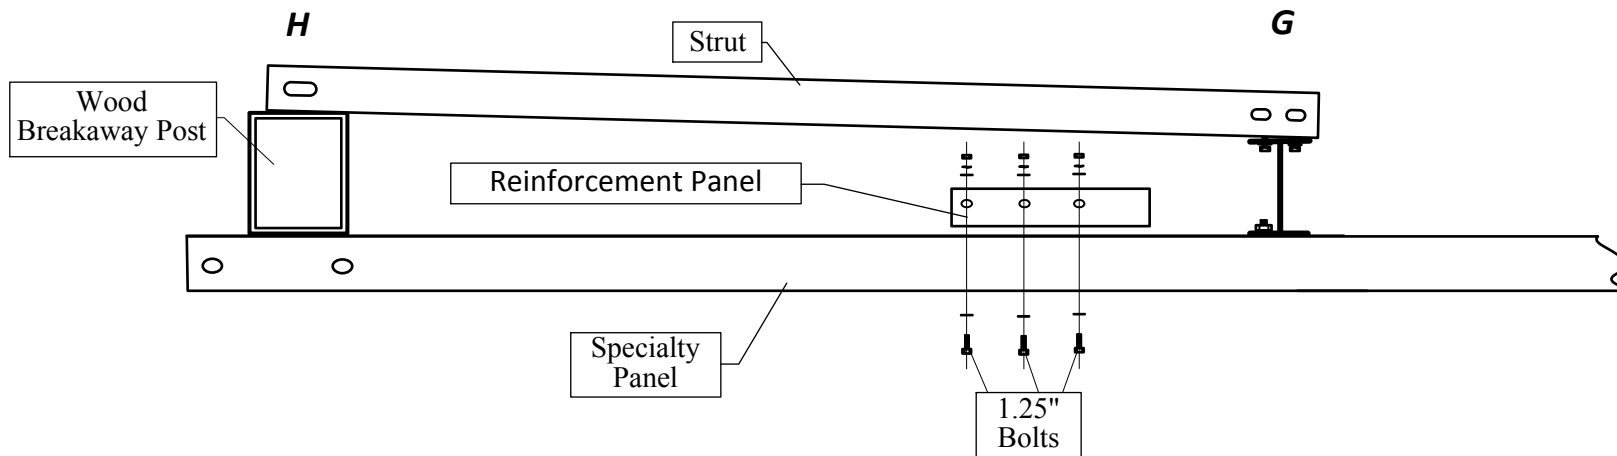 H
G
Strut
Wood
Breakaway Post
Reinforcement Panel
Specialty
Panel
1.25"
Bolts